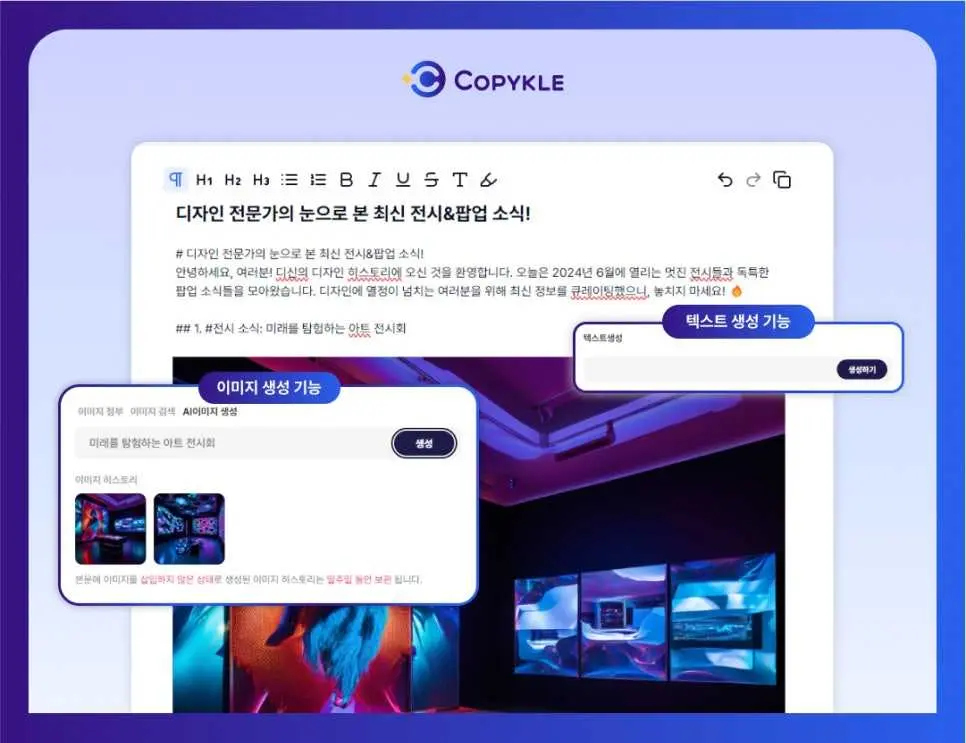 COPYKLE
H1 H2 H3 B I U S T
디자인 전문가의 눈으로 본 최신 전시&팝업 소식!
# 디자인 전문가의 눈으로 본 최신 전시&팝업 소식!
안녕하세요, 여러분! 디신의 디자인 히스토리에 오신 것을 환영합니다. 오늘은 2024년 6월에 열리는 멋진 전시들과 독특한
팝업 소식들을 모아왔습니다. 디자인에 열정이 넘치는 여러분을 위해 최신 정보를 큐레이팅했으니, 놓치지 마세요! 🔥
## 1. #전시 소식: 미래를 탐험하는 아트 전시회
텍스트 생성 기능
텍스트생성
생성하기
이미지 생성 기능
이미지 첨부 이미지 검색 AI이미지 생성
미래를 탐험하는 아트 전시회
생성
이미지 히스토리
본문에 이미지를 삽입하지 않은 상태로 생성된 이미지 히스토리는 일주일 동안 보관 됩니다.